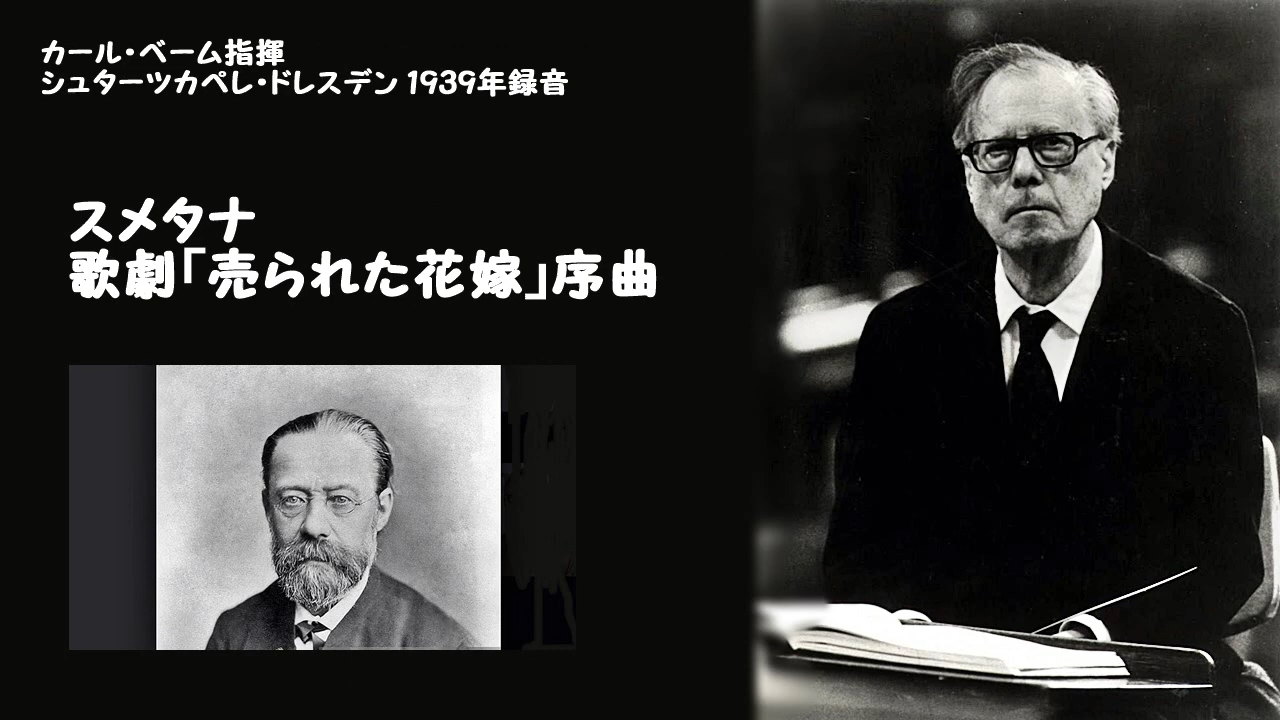 カール・ベーム指揮
シュターツカペレ・ドレスデン 1939年録音
スメタナ
歌劇「売られた花嫁」序曲